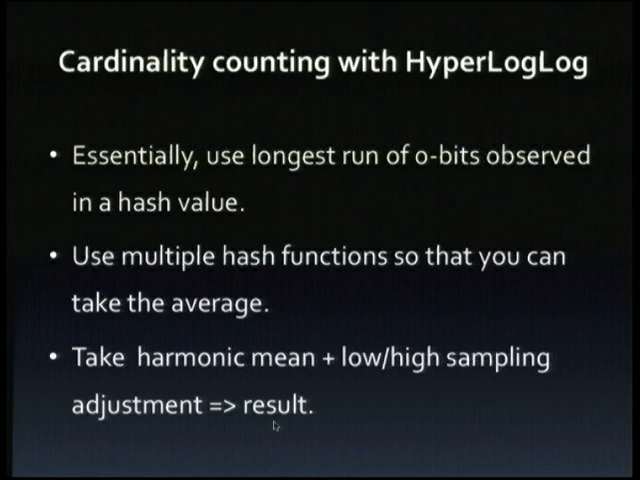 Cardinality counting with HyperLogLog
• Essentially, use longest run of 0-bits observed
in a hash value.
• Use multiple hash functions so that you can
take the average.
• Take harmonic mean + low/high sampling
adjustment => result.